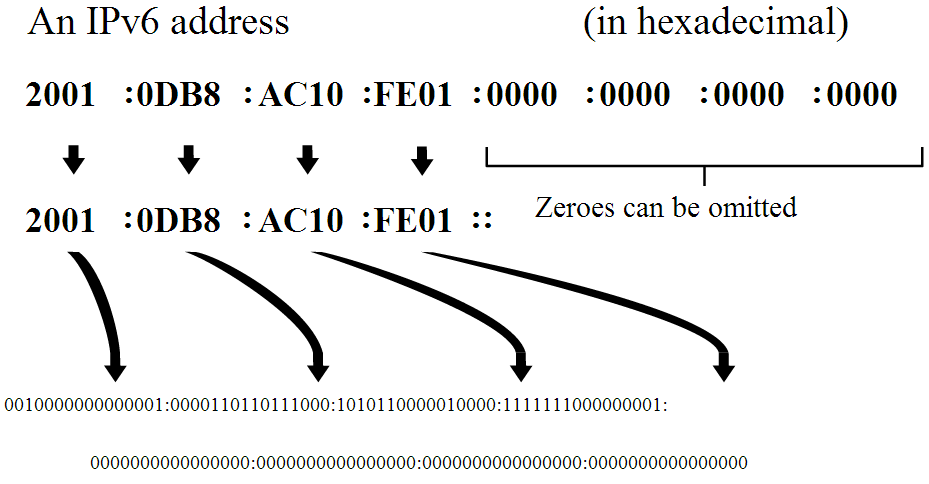 An IPv6 address (in hexadecimal)
2001 :0DB8 : AC10 :FE01 :0000 :0000 :0000 :0000
Zeroes can be omitted
2001 :0DB8 : AC10 :FE01 ::
0010000000000001:0000110110111000:1010110000010000:1111111000000001:
0000000000000000:0000000000000000:0000000000000000:0000000000000000